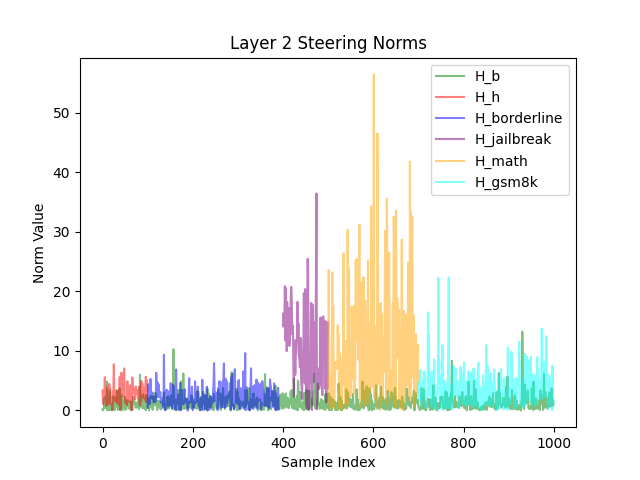 Layer 2 Steering Norms
H_b
H_h
H_borderline
H_jailbreak
H_math
H_gsm8k
Norm Value
50
40
30
20
10
0
0
200
400
600
800
1000
Sample Index